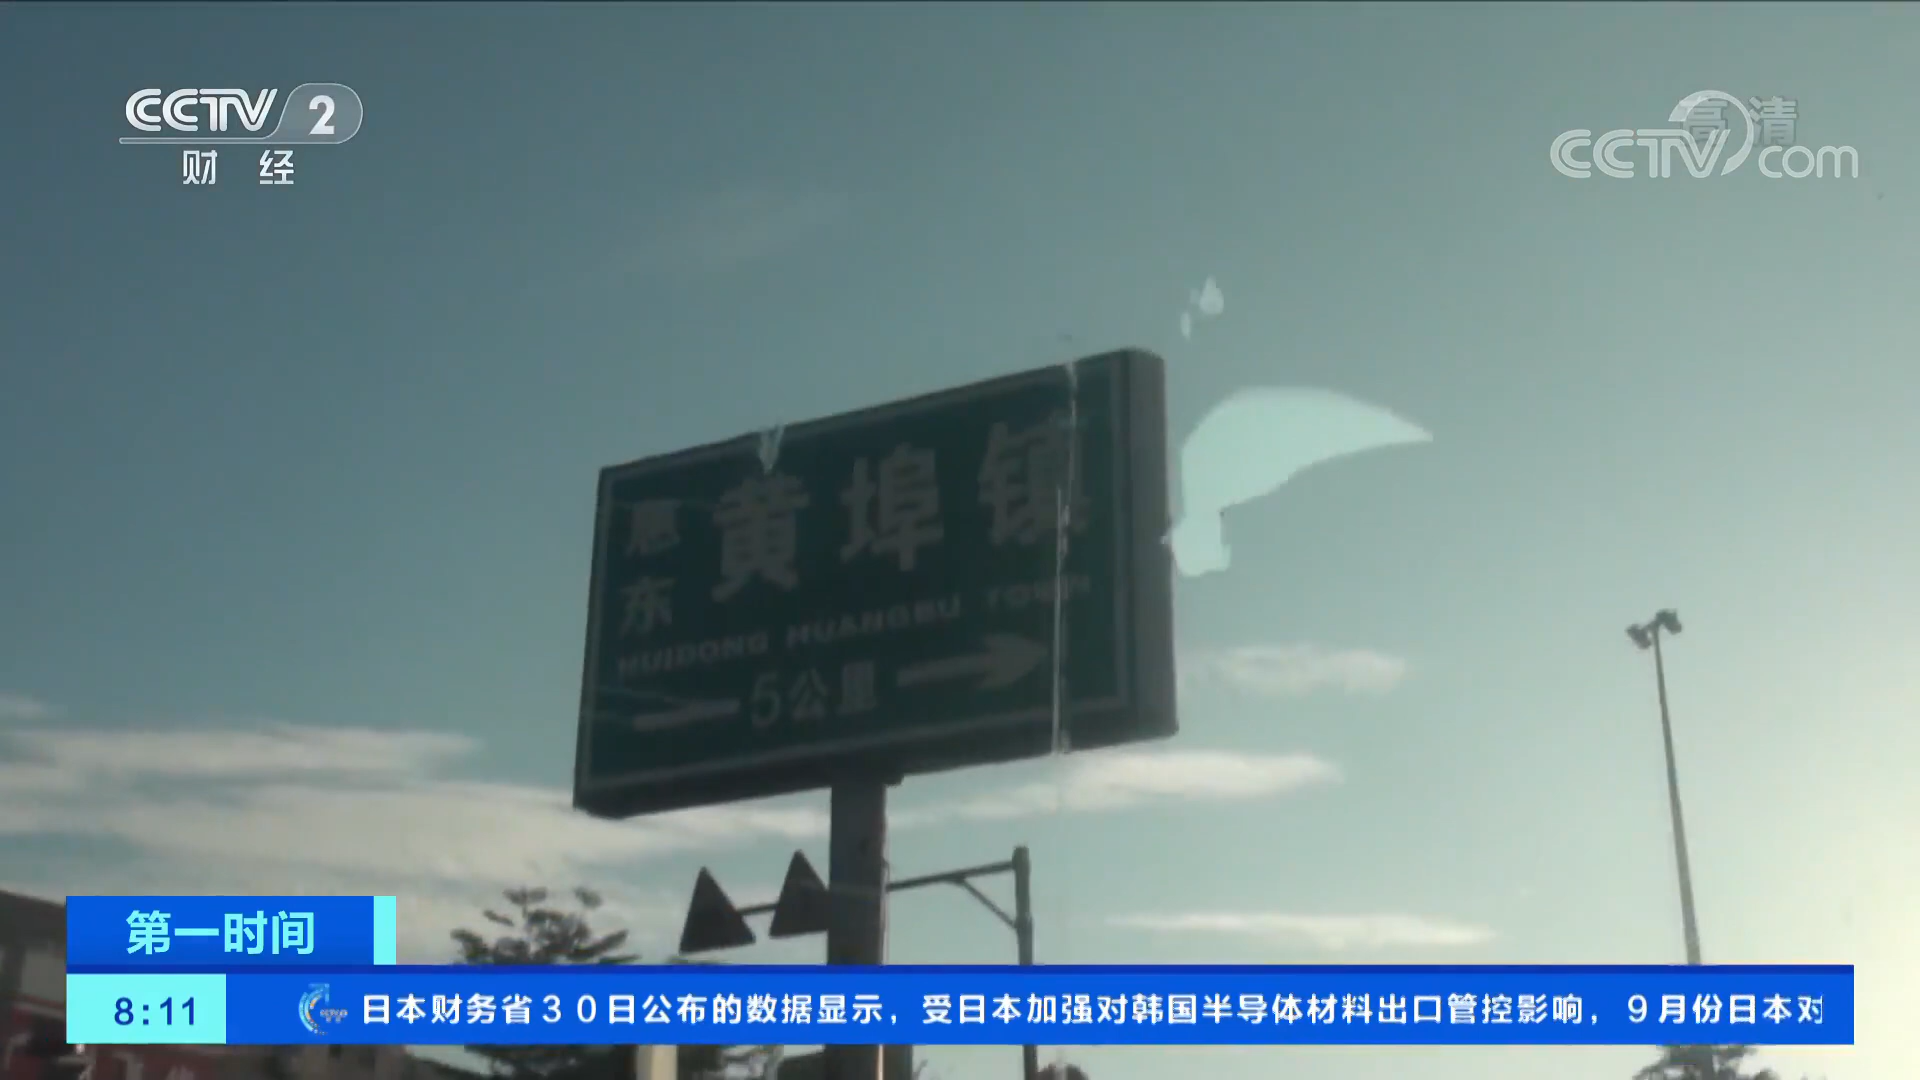 CCTV 2
财 经
高清
CCTV.com
惠东
黄埠镇
HUIDONG HUANGBU TOWN
5公里
第一时间
8:11
日本财务省30日公布的数据显示，受日本加强对韩国半导体材料出口管控影响，9月份日本对